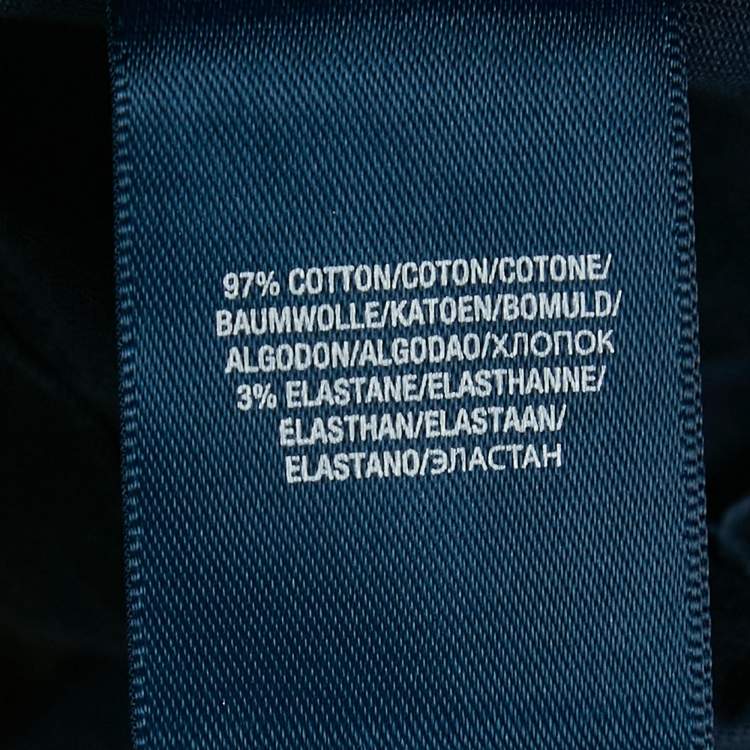 97% COTTON/COTON/COTONE/
BAUMWOLLE/KATOEN/BOMULD/
ALGODON/ALGODAO/ХЛОПОК
3% ELASTANE/ELASTHANNE/
ELASTHAN/ELASTAAN/
ELASTANO/ЭЛАСТАН